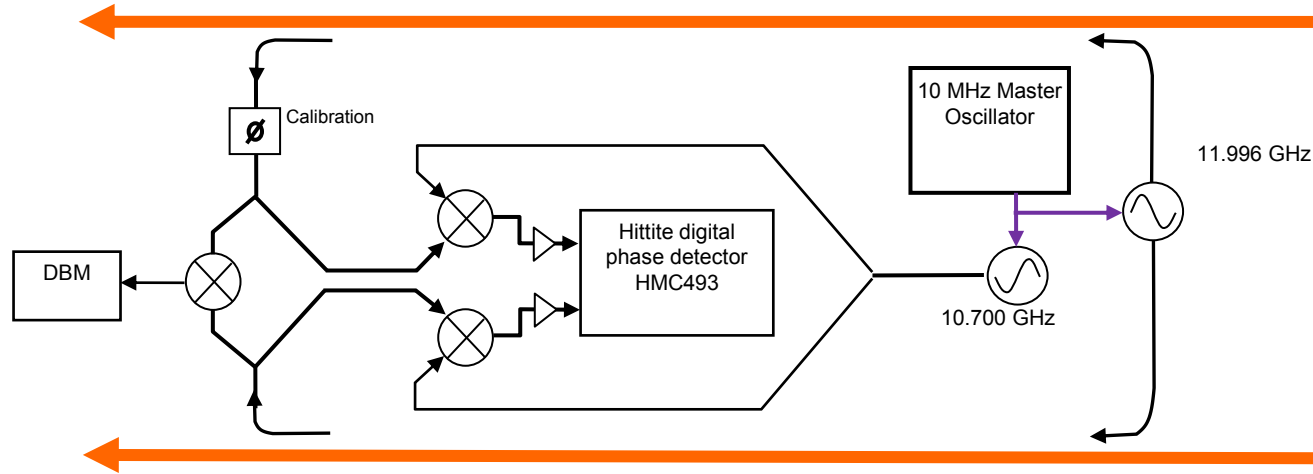 10 MHz Master
Oscillator
Calibration
ø
11.996 GHz
Hittite digital
phase detector
HMC493
DBM
10.700 GHz